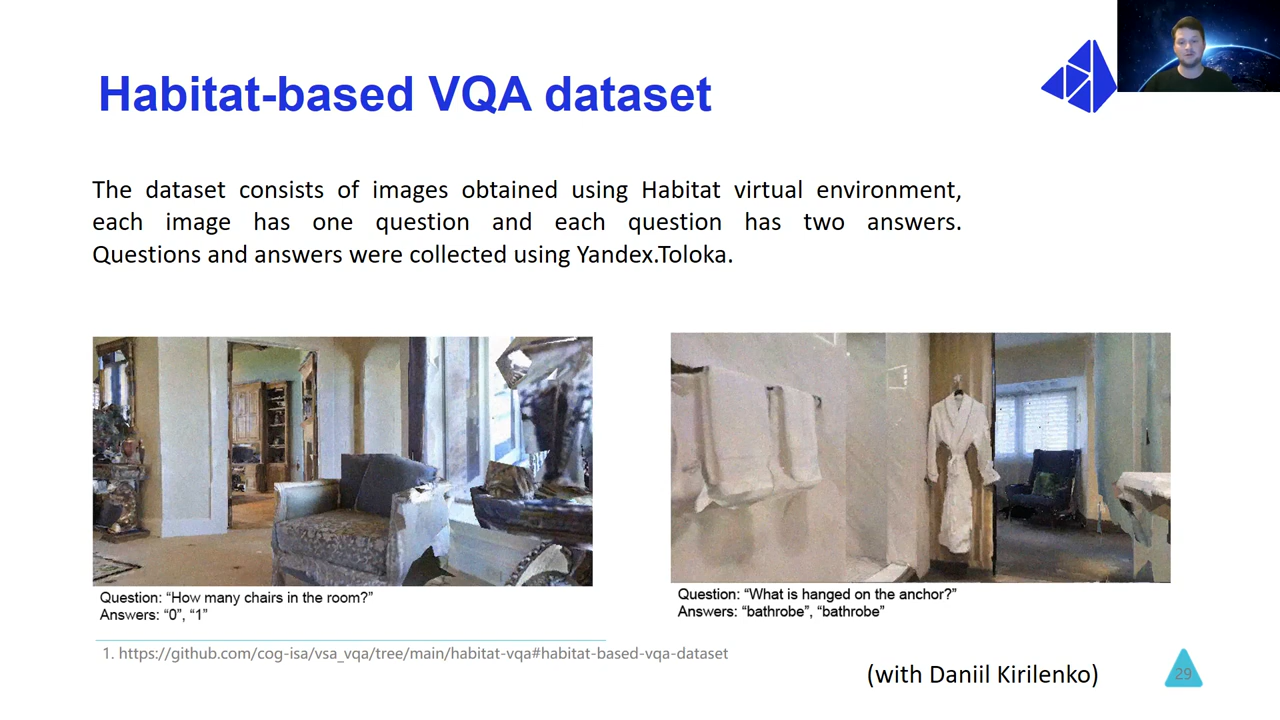 Habitat-based VQA dataset
The dataset consists of images obtained using Habitat virtual environment,
each image has one question and each question has two answers.
Questions and answers were collected using Yandex.Toloka.
Question: “How many chairs in the room?”
Answers: “0”, “1”
Question: “What is hanged on the anchor?”
Answers: “bathrobe”, “bathrobe”
1. https://github.com/cog-isa/vsa_vqa/tree/main/habitat-vqa#habitat-based-vqa-dataset
(with Daniil Kirilenko)
29